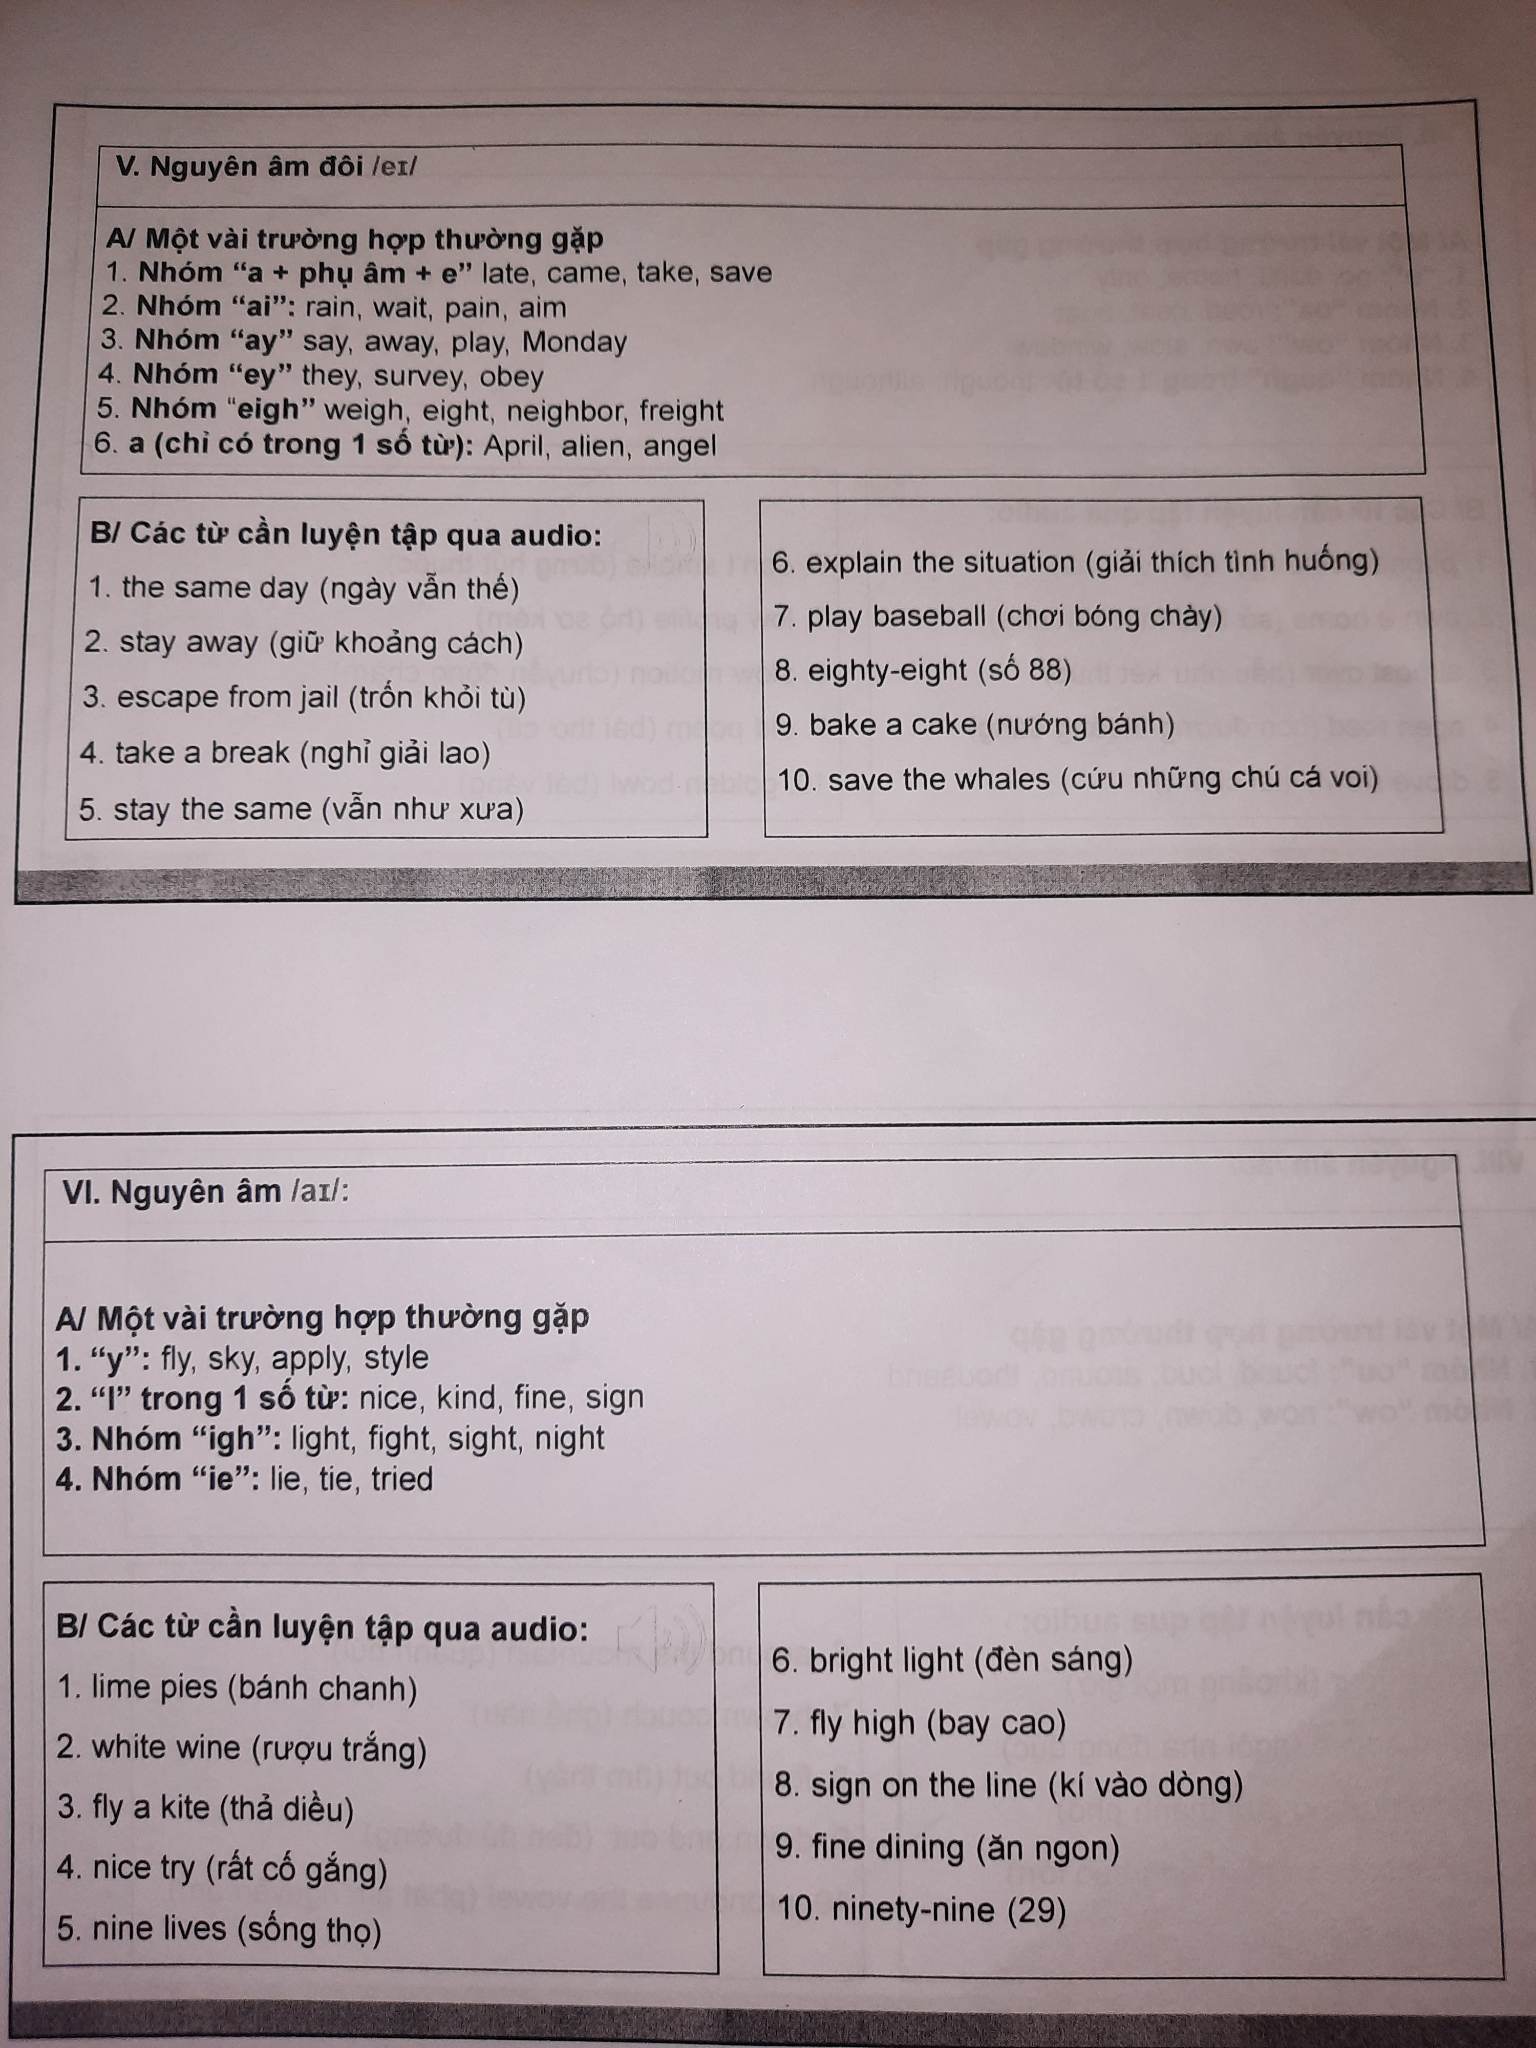 V. Nguyên âm đôi /eɪ/
A/ Một vài trường hợp thường gặp
1. Nhóm “a + phụ âm + e” late, came, take, save
2. Nhóm “ai”: rain, wait, pain, aim
3. Nhóm “ay” say, away, play, Monday
4. Nhóm “ey” they, survey, obey
5. Nhóm “eigh” weigh, eight, neighbor, freight
6. a (chỉ có trong 1 số từ): April, alien, angel
B/ Các từ cần luyện tập qua audio:
1. the same day (ngày vẫn thế)
2. stay away (giữ khoảng cách)
3. escape from jail (trốn khỏi tù)
4. take a break (nghỉ giải lao)
5. stay the same (vẫn như xưa)
6. explain the situation (giải thích tình huống)
7. play baseball (chơi bóng chày)
8. eighty-eight (số 88)
9. bake a cake (nướng bánh)
10. save the whales (cứu những chú cá voi)
VI. Nguyên âm /aɪ/:
A/ Một vài trường hợp thường gặp
1. “y”: fly, sky, apply, style
2. “I” trong 1 số từ: nice, kind, fine, sign
3. Nhóm “igh”: light, fight, sight, night
4. Nhóm “ie”: lie, tie, tried
B/ Các từ cần luyện tập qua audio:
1. lime pies (bánh chanh)
2. white wine (rượu trắng)
3. fly a kite (thả diều)
4. nice try (rất cố gắng)
5. nine lives (sống thọ)
6. bright light (đèn sáng)
7. fly high (bay cao)
8. sign on the line (kí vào dòng)
9. fine dining (ăn ngon)
10. ninety-nine (29)